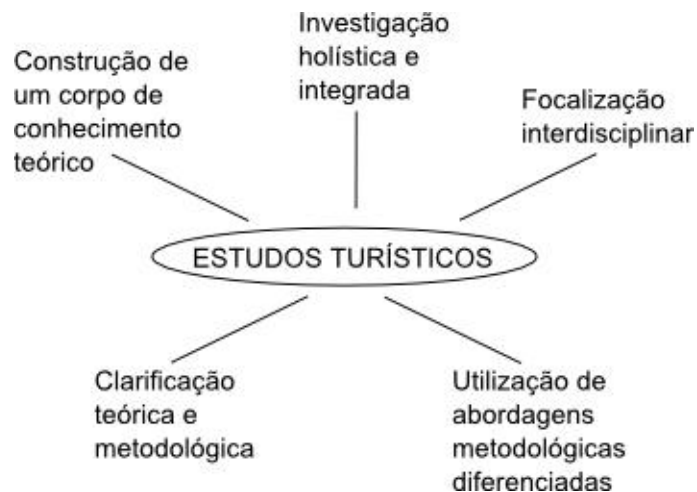 Construção de
um corpo de
conhecimento
teórico
Investigação
holística e
integrada
Focalização
interdisciplinar
ESTUDOS TURÍSTICOS
Clarificação
teórica e
metodológica
Utilização de
abordagens
metodológicas
diferenciadas